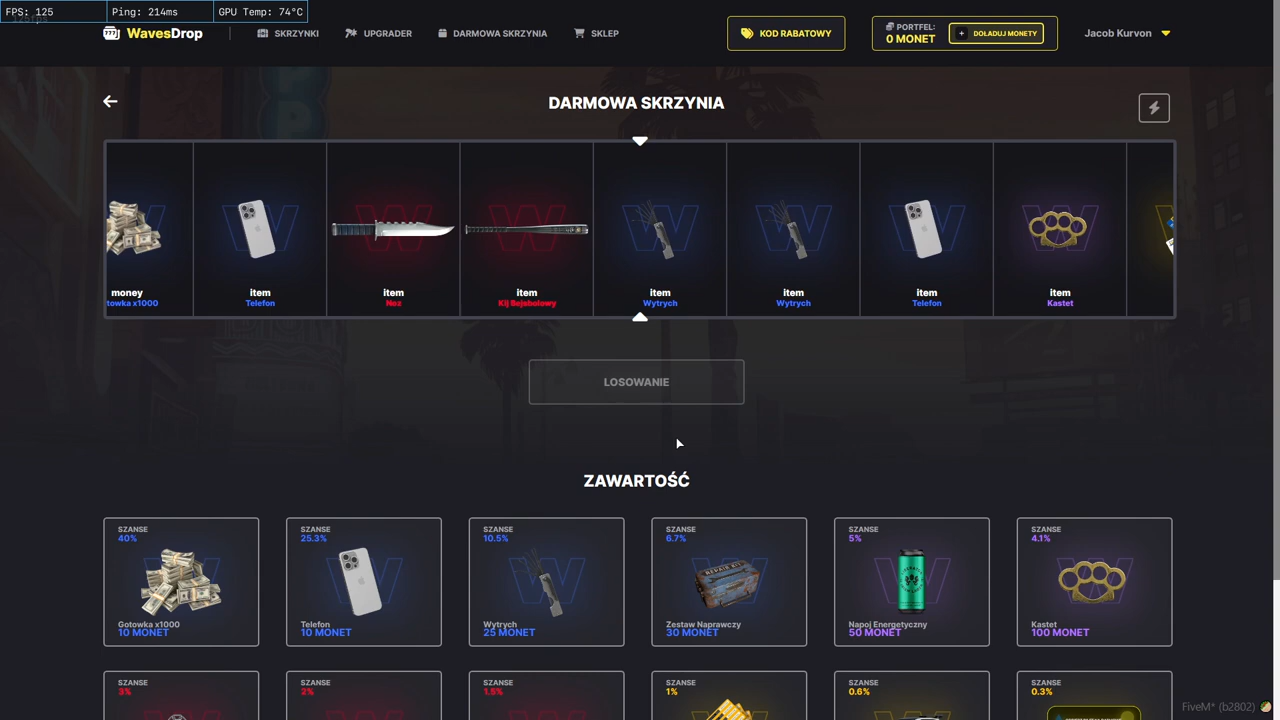 FPS: 125
Ping: 214ms
GPU Temp: 74°C
WavesDrop
SKRZYNKI
UPGRADER
DARMOWA SKRZYNIA
SKLEP
KOD RABATOWY
PORTFEL:
0 MONET
DOŁADUJ MONETY
Jacob Kurvon
DARMOWA SKRZYNIA
money
towka x1000
item
Telefon
item
Noz
item
Kij Bejsbolowy
item
Wytrych
item
Wytrych
item
Telefon
item
Kastet
LOSOWANIE
ZAWARTOŚĆ
SZANSE
40%
Gotowka x1000
10 MONET
SZANSE
25.3%
Telefon
10 MONET
SZANSE
10.5%
Wytrych
25 MONET
SZANSE
6.7%
REPAIR KIT
Zestaw Naprawczy
30 MONET
SZANSE
5%
Napoj Energetyczny
50 MONET
SZANSE
4.1%
Kastet
100 MONET
SZANSE
3%
SZANSE
2%
SZANSE
1.5%
SZANSE
1%
SZANSE
0.6%
SZANSE
0.3%
FiveM* (b2802)